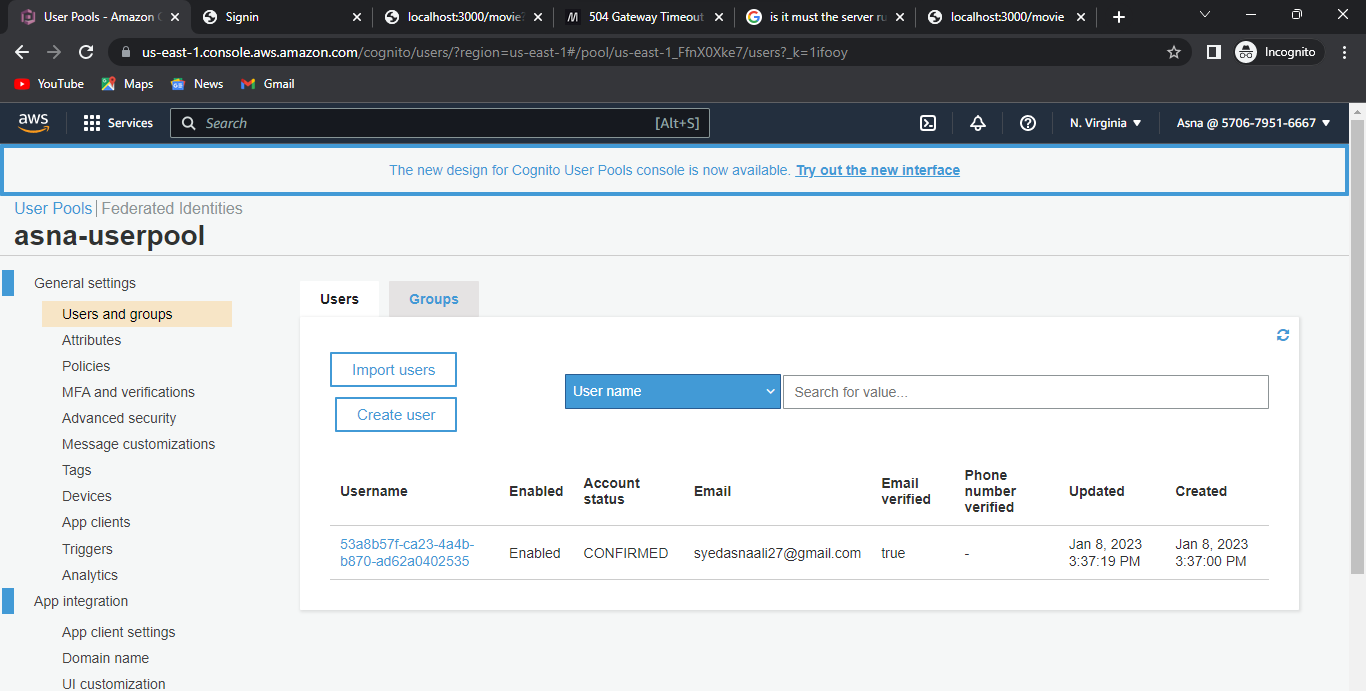 User Pools - Amazon C
Signin
localhost:3000/movie?
504 Gateway Timeout
is it must the server ru
localhost:3000/movie
us-east-1.console.aws.amazon.com/cognito/users/?region=us-east-1#/pool/us-east-1_FfnX0Xke7/users?_k=1ifooy
Incognito
YouTube
Maps
News
Gmail
aws
Services
Search
[Alt+S]
N. Virginia
Asna @ 5706-7951-6667
The new design for Cognito User Pools console is now available. Try out the new interface
User Pools | Federated Identities
asna-userpool
General settings
Users and groups
Attributes
Policies
MFA and verifications
Advanced security
Message customizations
Tags
Devices
App clients
Triggers
Analytics
App integration
App client settings
Domain name
UI customization
Users
Groups
Import users
Create user
User name
Search for value...
Username
Enabled
Account
status
Email
Email
verified
Phone
number
verified
Updated
Created
53a8b57f-ca23-4a4b-
b870-ad62a0402535
Enabled
CONFIRMED
syedasnaali27@gmail.com
true
-
Jan 8, 2023
3:37:19 PM
Jan 8, 2023
3:37:00 PM